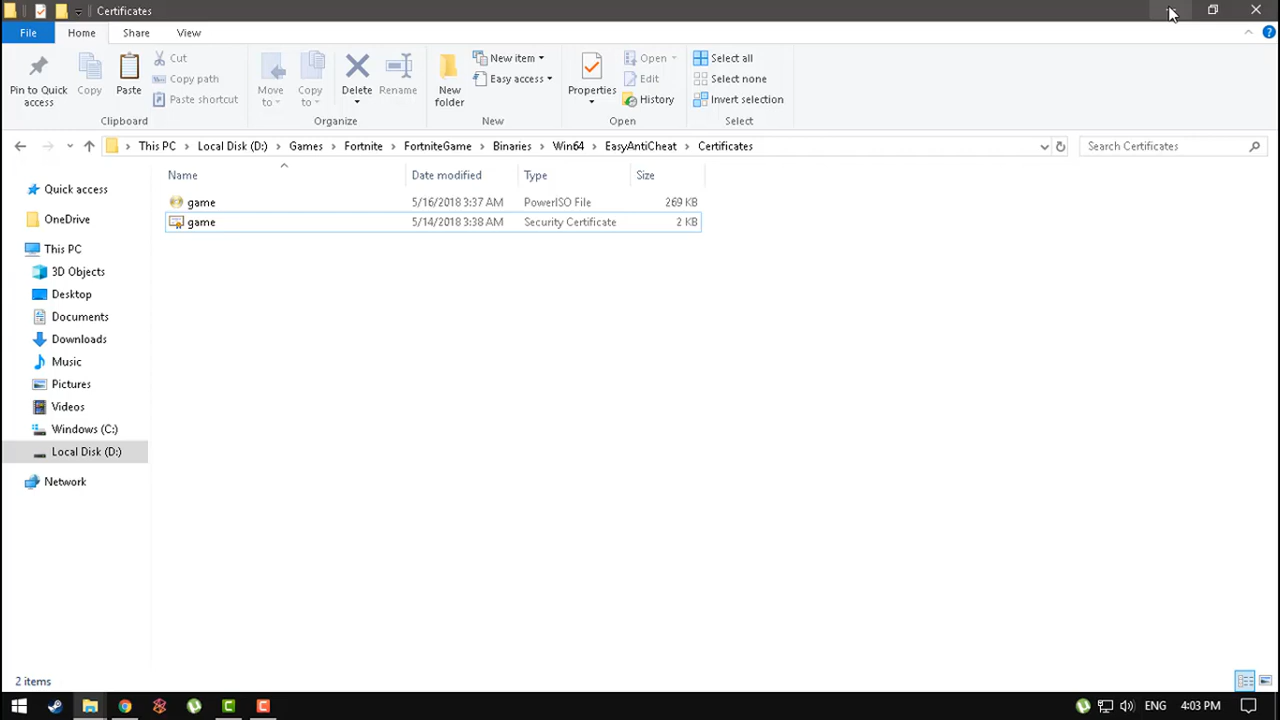 Certificates
File Home Share View
Pin to Quick access
Copy
Paste
Cut
Copy path
Paste shortcut
Clipboard
Move to
Copy to
Delete
Rename
Organize
New folder
New item
Easy access
New
Properties
Open
Edit
History
Open
Select all
Select none
Invert selection
Select
This PC Local Disk (D:) Games Fortnite FortniteGame Binaries Win64 EasyAntiCheat Certificates
Search Certificates
Name Date modified Type Size
game 5/16/2018 3:37 AM PowerISO File 269 KB
game 5/14/2018 3:38 AM Security Certificate 2 KB
Quick access
OneDrive
This PC
3D Objects
Desktop
Documents
Downloads
Music
Pictures
Videos
Windows (C:)
Local Disk (D:)
Network
2 items
ENG 4:03 PM